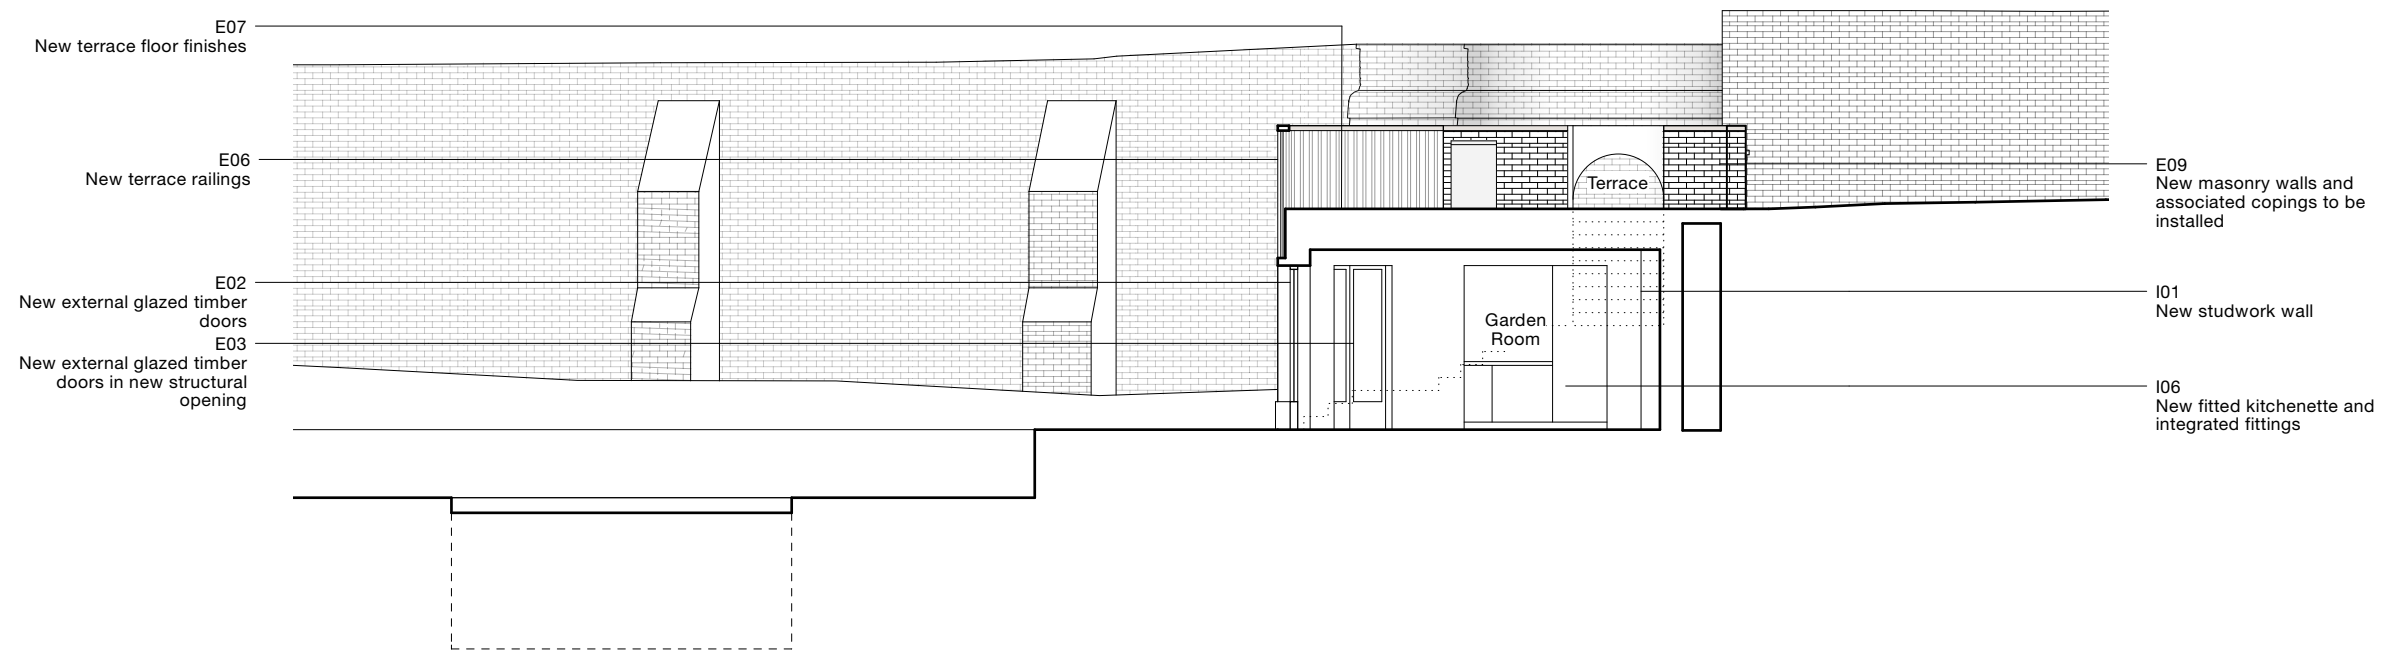 E07
New terrace floor finishes
E06
New terrace railings
E02
New external glazed timber
doors
E03
New external glazed timber
doors in new structural
opening
Terrace
Garden
Room
E09
New masonry walls and
associated copings to be
installed
I01
New studwork wall
I06
New fitted kitchenette and
integrated fittings